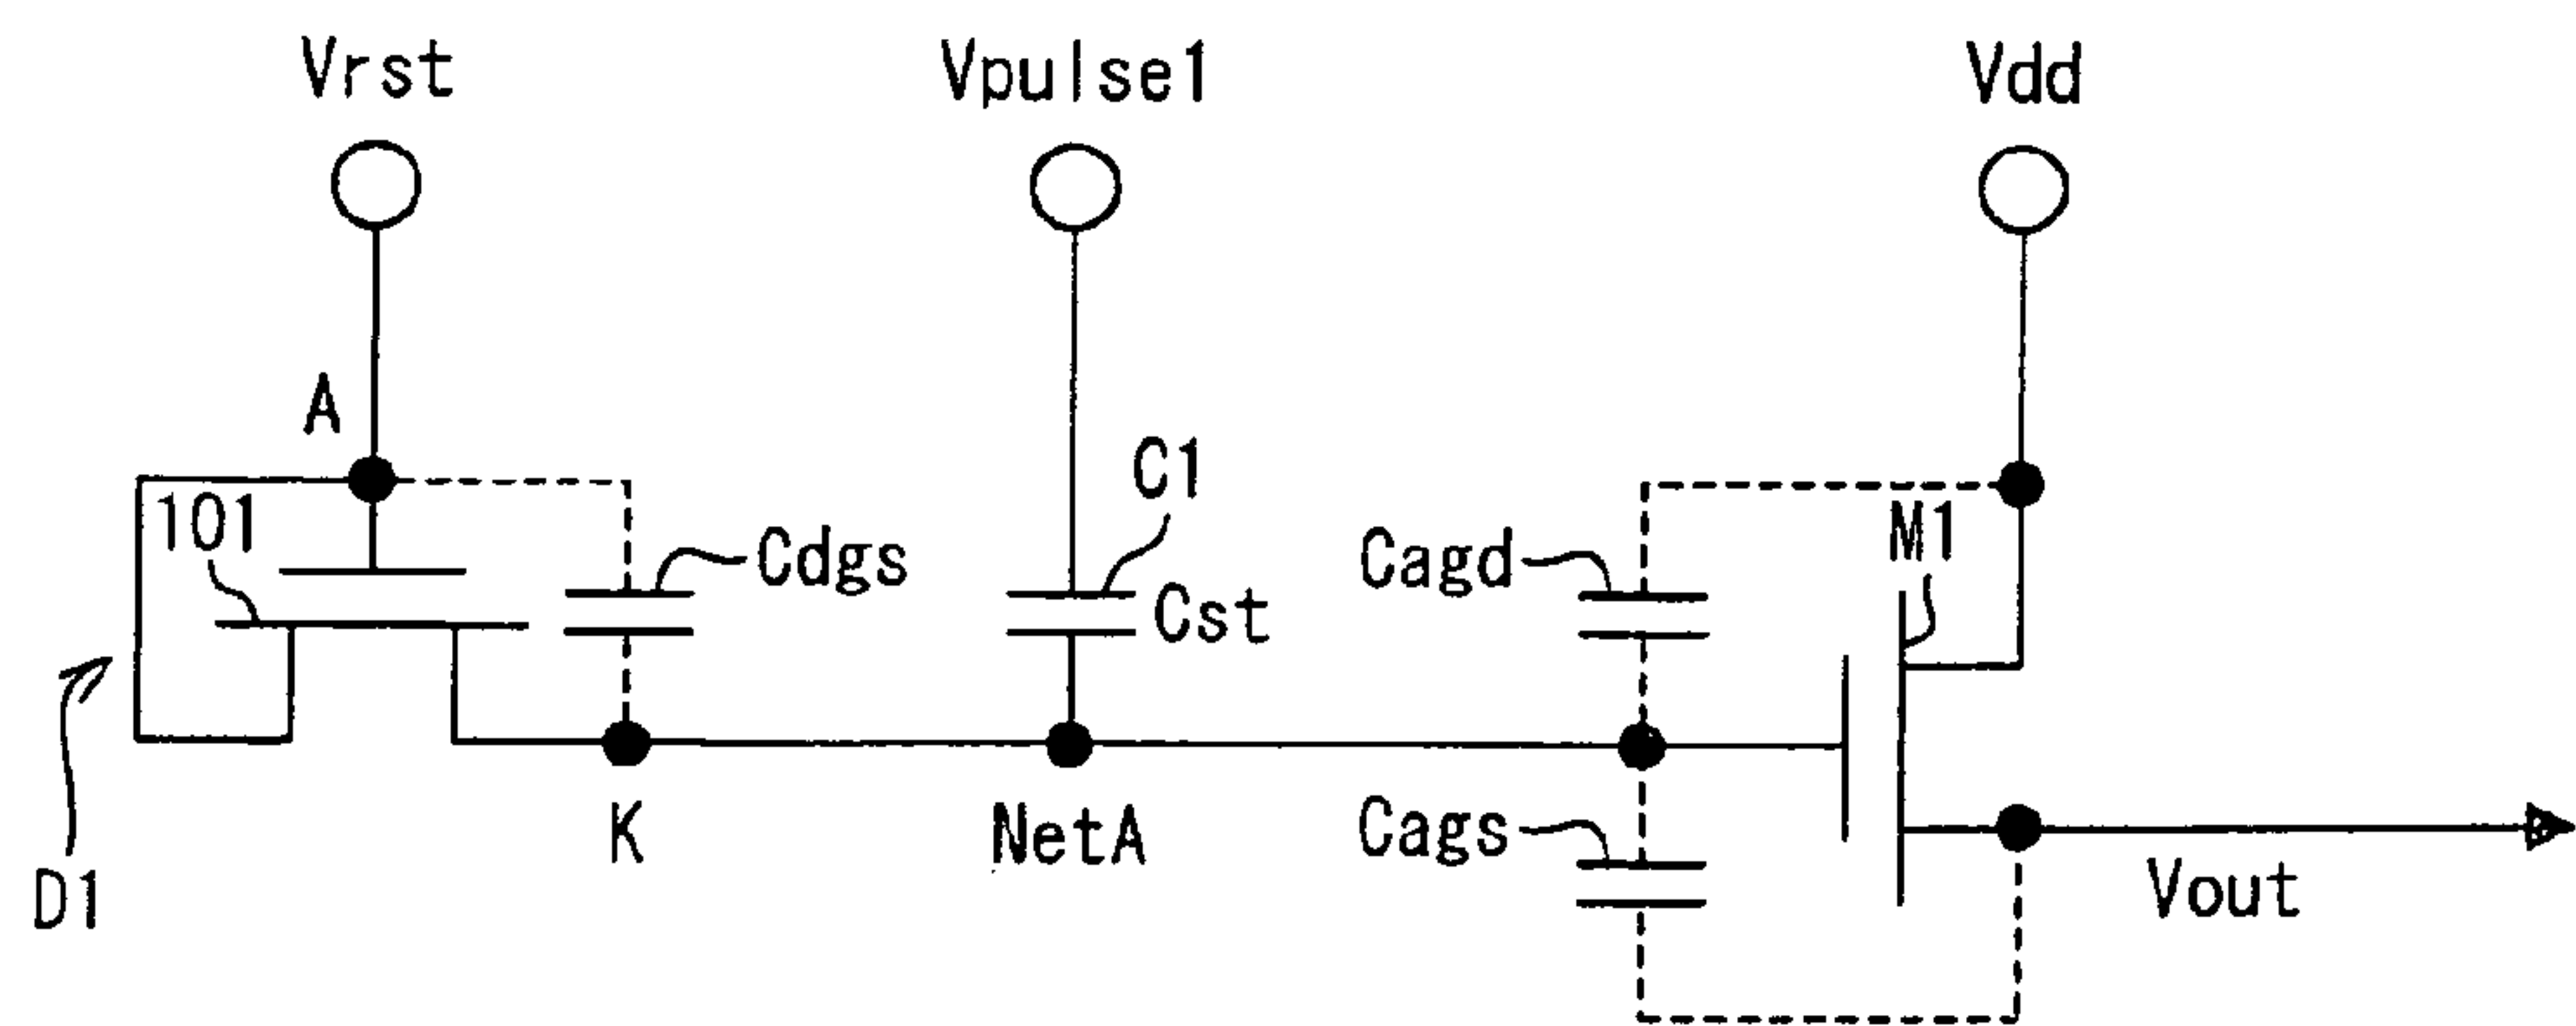 Vrst
Vpulse1
Vdd
A
C1
101
M1
Cdgs
Cagd
Cst
K
NetA
Cags
D1
Vout